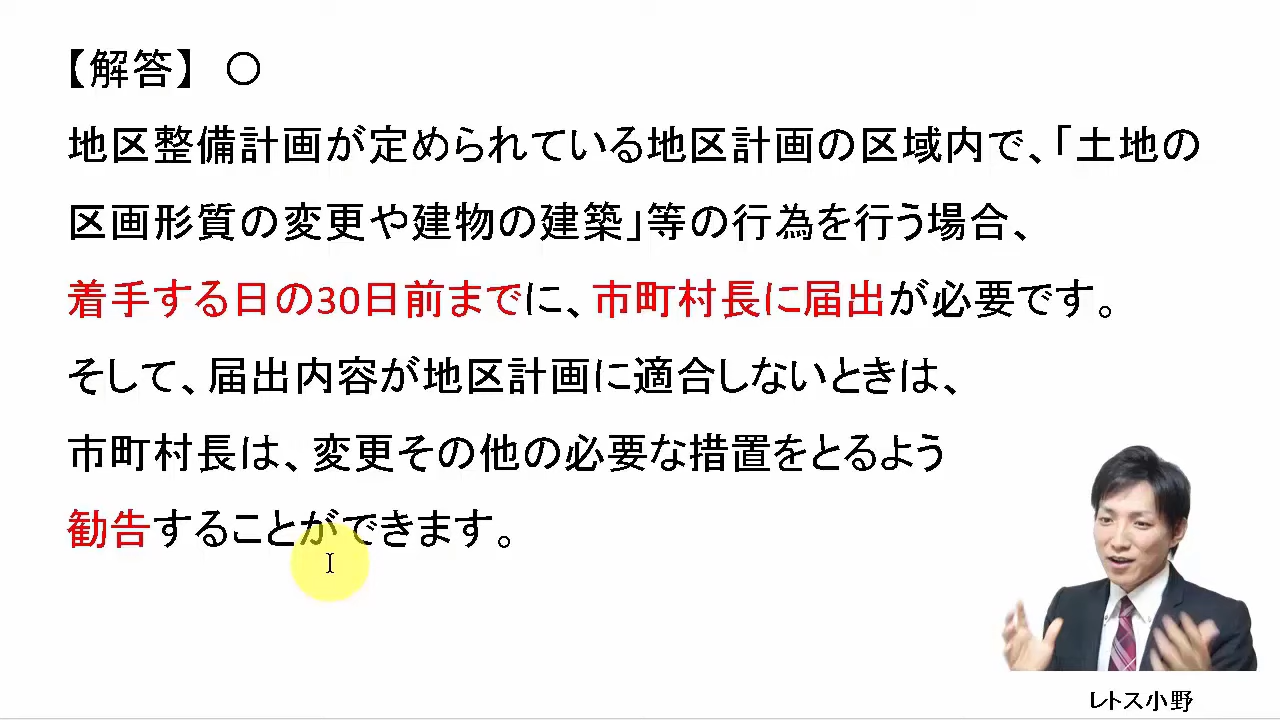 【解答】 ○
地区整備計画が定められている地区計画の区域内で、「土地の
区画形質の変更や建物の建築」等の行為を行う場合、
着手する日の30日前までに、市町村長に届出が必要です。
そして、届出内容が地区計画に適合しないときは、
市町村長は、変更その他の必要な措置をとるよう
勧告することができます。
レトス小野